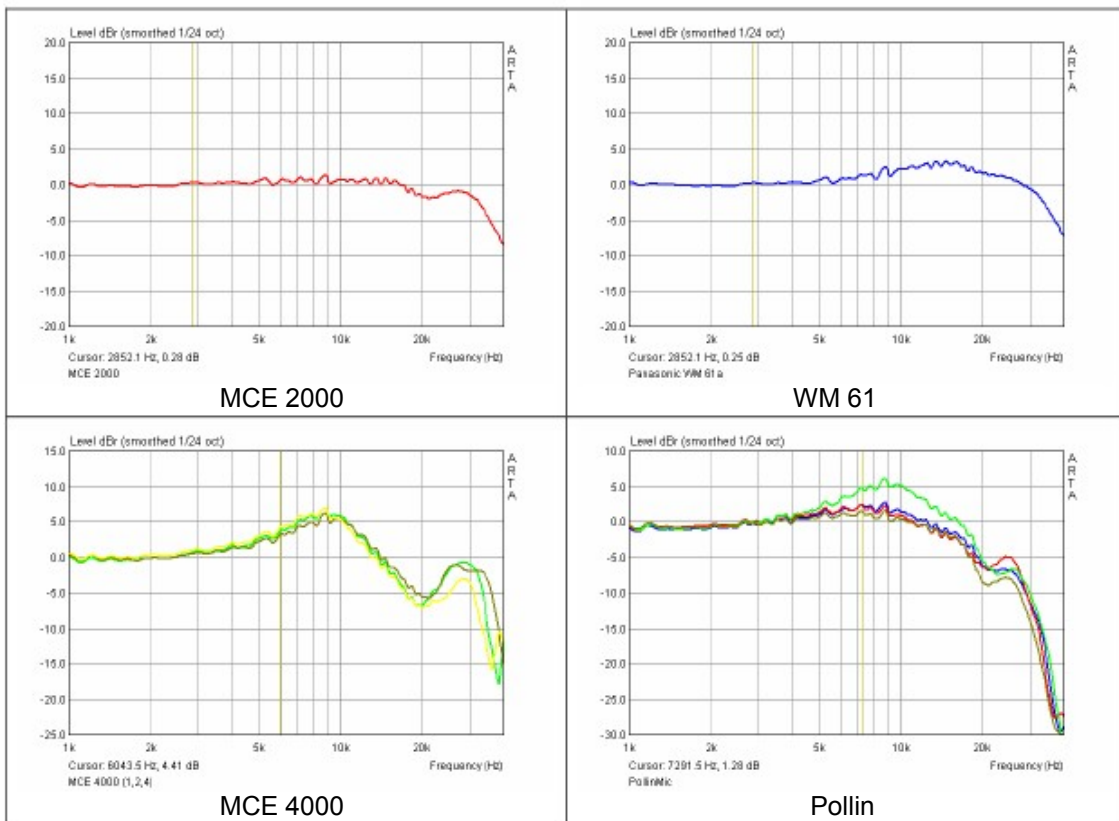 Level dBr (smoothed 1/24 oct)
20.0
15.0
10.0
5.0
0.0
-5.0
-10.0
-15.0
-20.0
A
R
T
A
1k 2k 5k 10k 20k
Cursor: 2852.1 Hz, 0.28 dB Frequency (Hz)
MCE 2000
MCE 2000
Level dBr (smoothed 1/24 oct)
20.0
15.0
10.0
5.0
0.0
-5.0
-10.0
-15.0
-20.0
A
R
T
A
1k 2k 5k 10k 20k
Cursor: 2852.1 Hz, 0.25 dB Frequency (Hz)
Panasonic WM 61a
WM 61
Level dBr (smoothed 1/24 oct)
15.0
10.0
5.0
0.0
-5.0
-10.0
-15.0
-20.0
-25.0
A
R
T
A
1k 2k 5k 10k 20k
Cursor: 6043.5 Hz, 4.41 dB Frequency (Hz)
MCE 4000 (1,2,4)
MCE 4000
Level dBr (smoothed 1/24 oct)
10.0
5.0
0.0
-5.0
-10.0
-15.0
-20.0
-25.0
-30.0
A
R
T
A
1k 2k 5k 10k 20k
Cursor: 7291.5 Hz, 1.28 dB Frequency (Hz)
PollinMic
Pollin